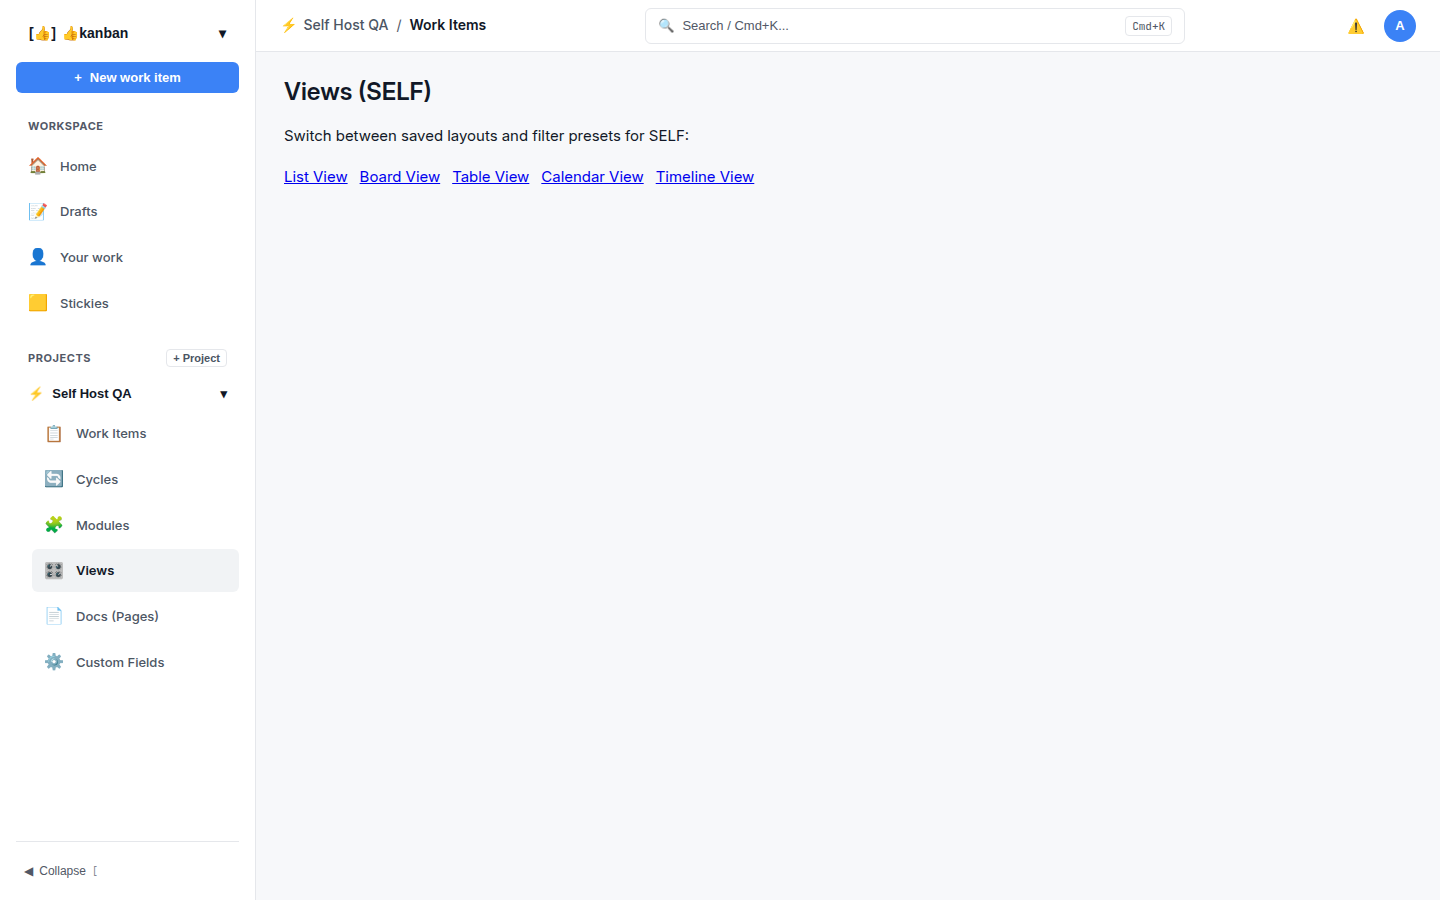 [👍] 👍kanban ▼
+ New work item
WORKSPACE
🏠 Home
📝 Drafts
👤 Your work
🟨 Stickies
PROJECTS + Project
⚡ Self Host QA ▼
📋 Work Items
🔄 Cycles
🧩 Modules
🎛️ Views
📄 Docs (Pages)
⚙️ Custom Fields
◀ Collapse [
⚡ Self Host QA / Work Items
🔍 Search / Cmd+K... Cmd+K
⚠️ A
Views (SELF)
Switch between saved layouts and filter presets for SELF:
List View Board View Table View Calendar View Timeline View